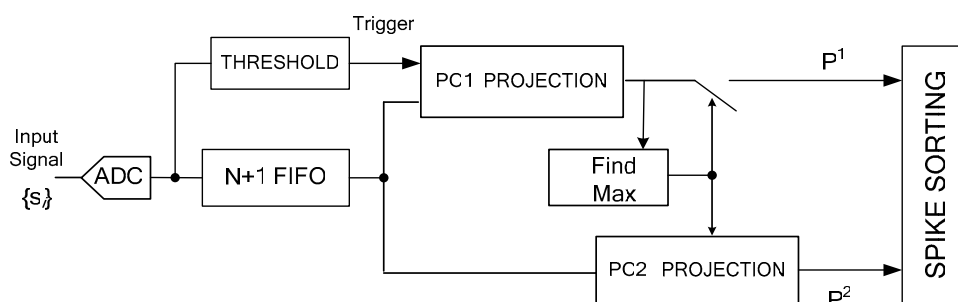 Trigger
THRESHOLD
PC1 PROJECTION
P1
Input
Signal
{si}
ADC
N+1 FIFO
Find
Max
PC2 PROJECTION
P2
SPIKE SORTING